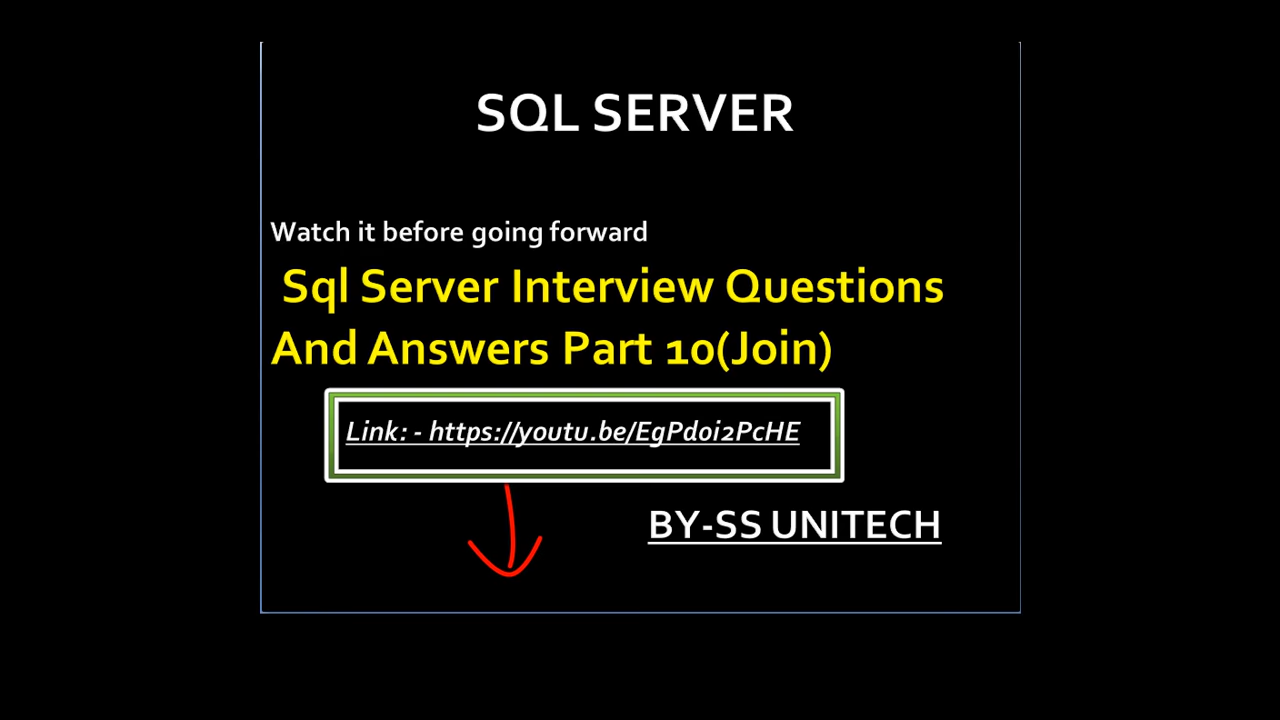 SQL SERVER
Watch it before going forward
Sql Server Interview Questions
And Answers Part 10(Join)
Link: - https://youtu.be/EgPdoi2PcHE
BY-SS UNITECH